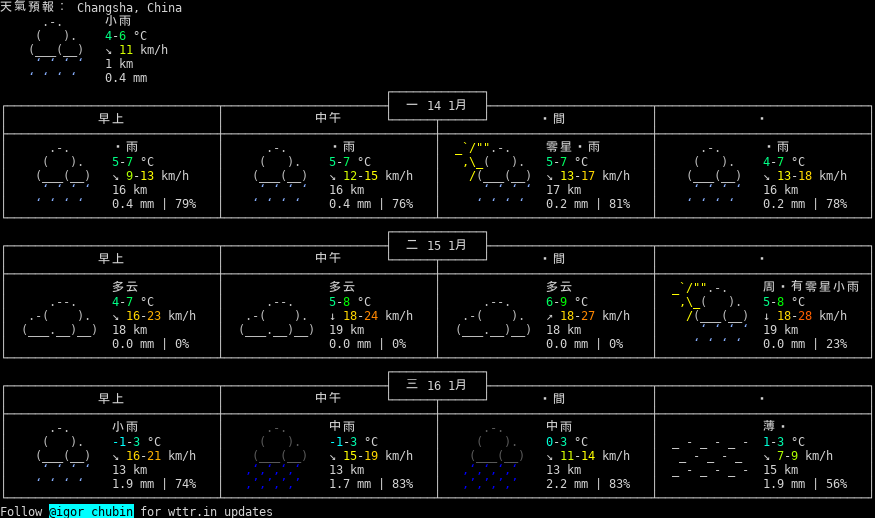 天氣預報： Changsha, China
小雨
4-6 °C
↘ 11 km/h
1 km
0.4 mm
一 14 1月
早上 中午 ・間 ・
・雨 ・雨 零星・雨 ・雨
5-7 °C 5-7 °C 5-7 °C 4-7 °C
↘ 9-13 km/h ↘ 12-15 km/h ↘ 13-17 km/h ↘ 13-18 km/h
16 km 16 km 17 km 16 km
0.4 mm | 79% 0.4 mm | 76% 0.2 mm | 81% 0.2 mm | 78%
二 15 1月
早上 中午 ・間 ・
多云 多云 多云 周・有零星小雨
4-7 °C 5-8 °C 6-9 °C 5-8 °C
↘ 16-23 km/h ↓ 18-24 km/h ↗ 18-27 km/h ↓ 18-28 km/h
18 km 19 km 18 km 19 km
0.0 mm | 0% 0.0 mm | 0% 0.0 mm | 0% 0.2 mm | 23%
三 16 1月
早上 中午 ・間 ・
小雨 中雨 中雨 薄・
-1-3 °C -1-3 °C 0-3 °C 1-3 °C
↘ 16-21 km/h ↘ 15-19 km/h ↘ 11-14 km/h ↘ 7-9 km/h
13 km 13 km 13 km 15 km
1.9 mm | 74% 1.7 mm | 83% 2.2 mm | 83% 1.9 mm | 56%
Follow @igor_chubin for wttr.in updates